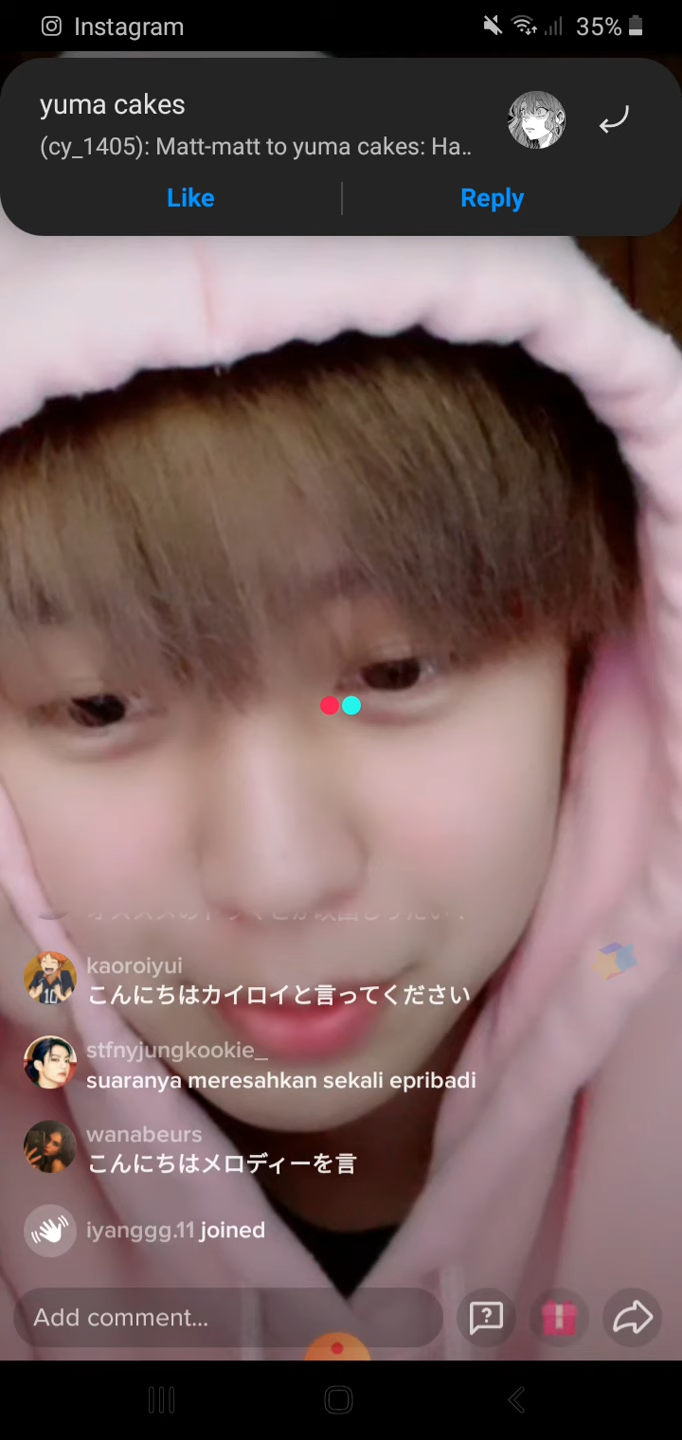 Instagram
35%
yuma cakes
(cy_1405): Matt-matt to yuma cakes: Ha..
Like
Reply
kaoroiyui
こんにちはカイロイと言ってください
stfnyjungkookie_
suaranya meresahkan sekali epribadi
wanabeurs
こんにちはメロディーを言
iyanggg.11 joined
Add comment...